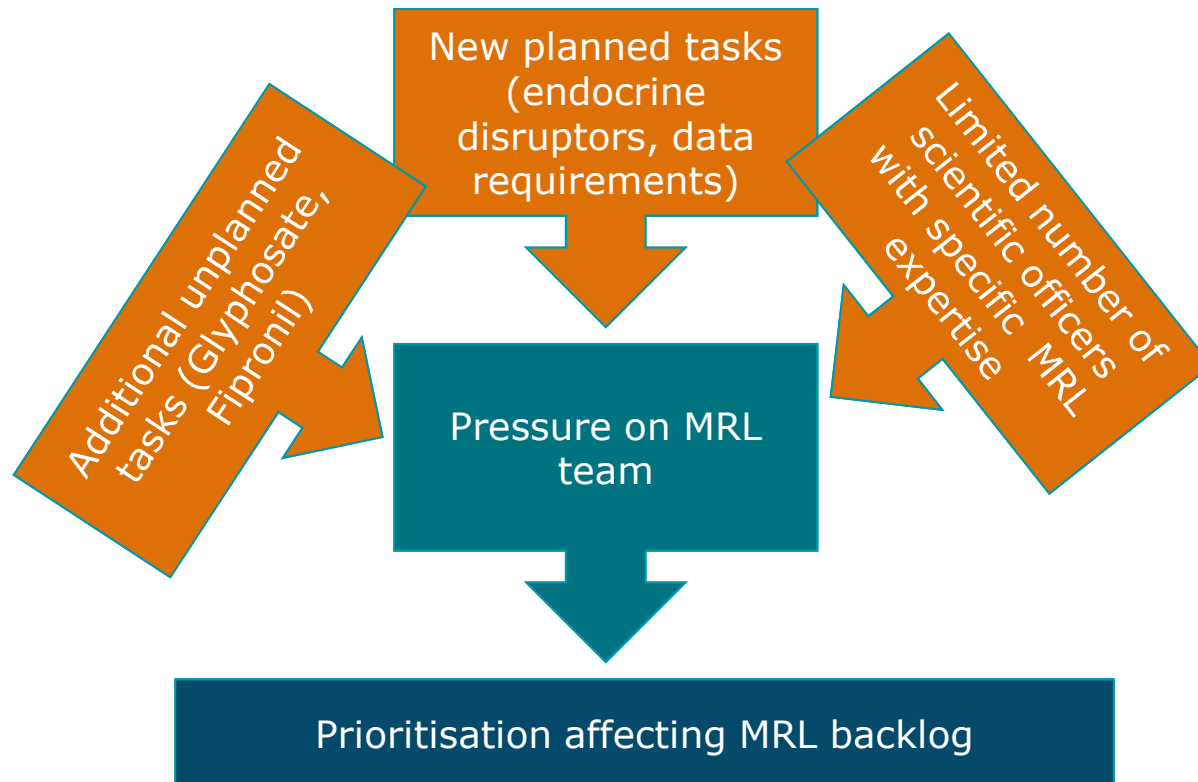 New planned tasks
(endocrine
disruptors, data
requirements)
Additional unplanned
tasks (Glyphosate,
Fipronil)
Limited number of
scientific officers
with specific MRL
expertise
Pressure on MRL
team
Prioritisation affecting MRL backlog